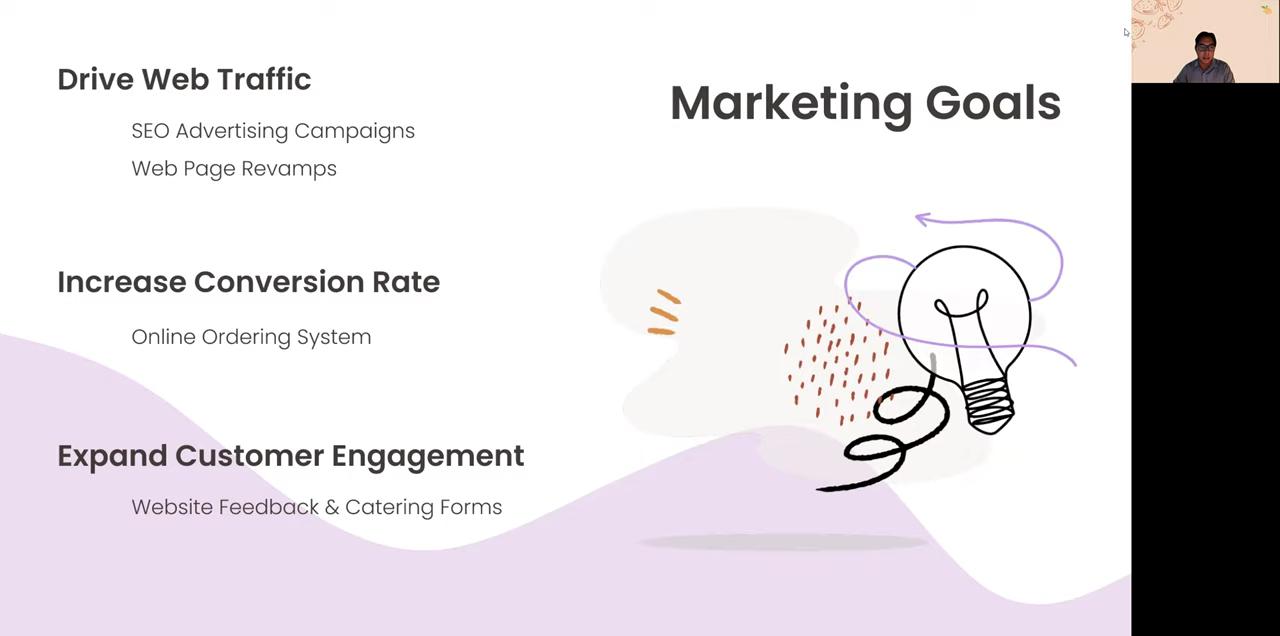 Marketing Goals
Drive Web Traffic
SEO Advertising Campaigns
Web Page Revamps
Increase Conversion Rate
Online Ordering System
Expand Customer Engagement
Website Feedback & Catering Forms